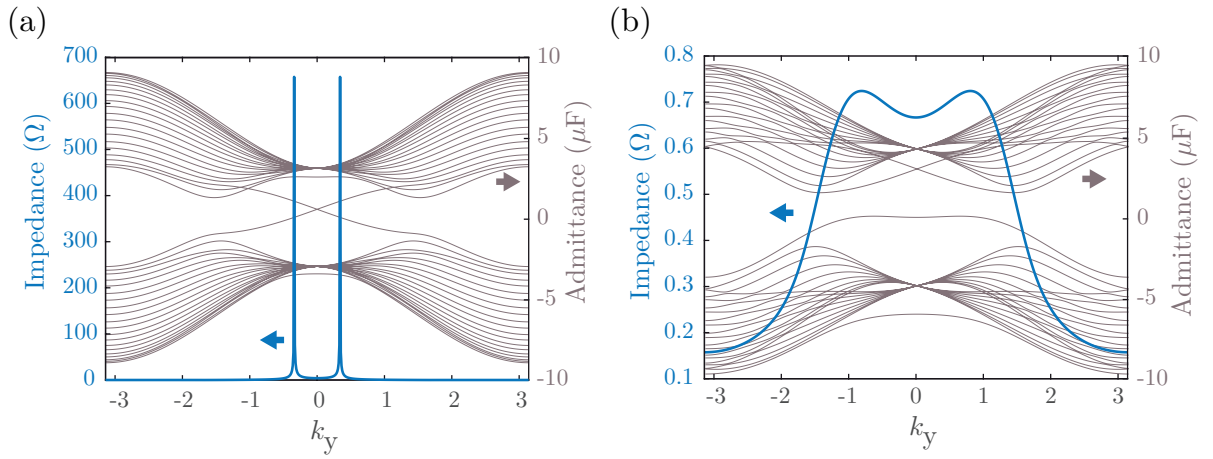 (a)
700
600
500
400
300
200
100
0
Impedance (Ω)
10
5
0
-5
-10
Admittance (μF)
-3 -2 -1 0 1 2 3
k_y
(b)
0.8
0.7
0.6
0.5
0.4
0.3
0.2
0.1
Impedance (Ω)
10
5
0
-5
-10
Admittance (μF)
-3 -2 -1 0 1 2 3
k_y